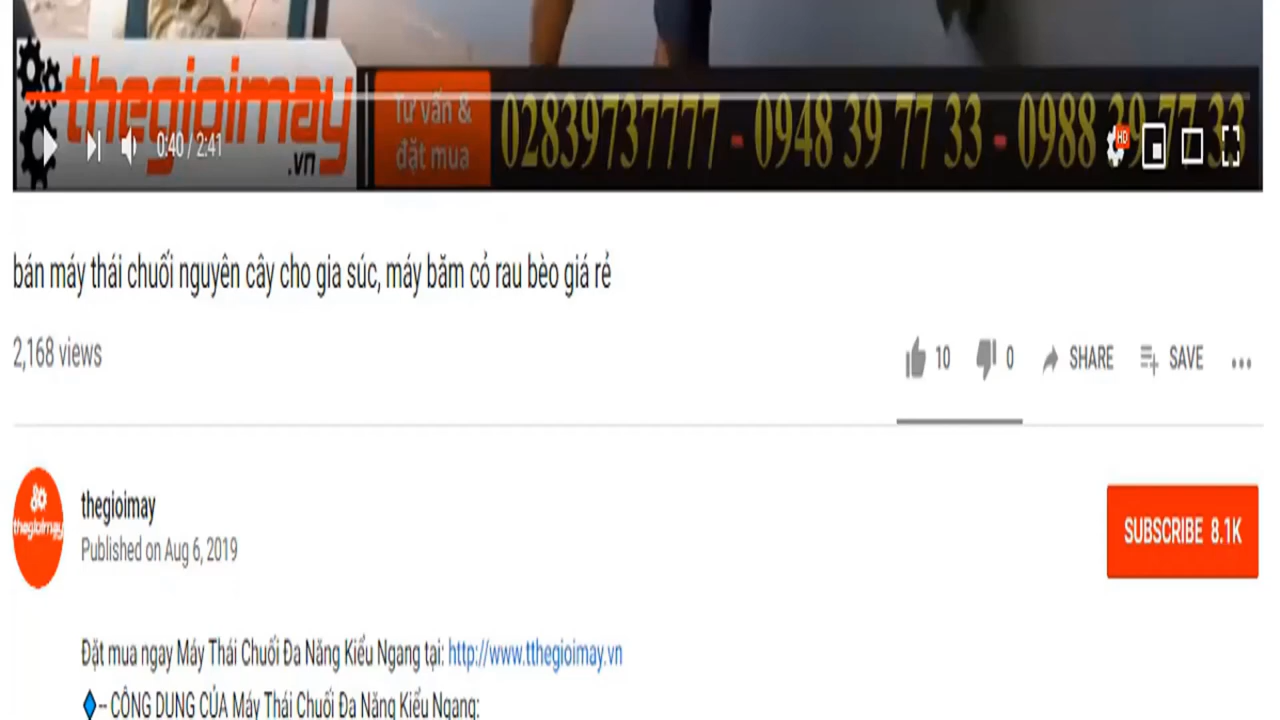 thegioimay
.vn
Tư vấn &
đặt mua
02839737777 - 0948 39 77 33 - 0988 39 77 33
0:40 / 2:41
HD
bán máy thái chuối nguyên cây cho gia súc, máy băm cỏ rau bèo giá rẻ
2,168 views
10 0 SHARE SAVE
thegioimay
thegioimay
Published on Aug 6, 2019
SUBSCRIBE 8.1K
Đặt mua ngay Máy Thái Chuối Đa Năng Kiểu Ngang tại: http://www.tthegioimay.vn
-- CÔNG DỤNG CỦA Máy Thái Chuối Đa Năng Kiểu Ngang: